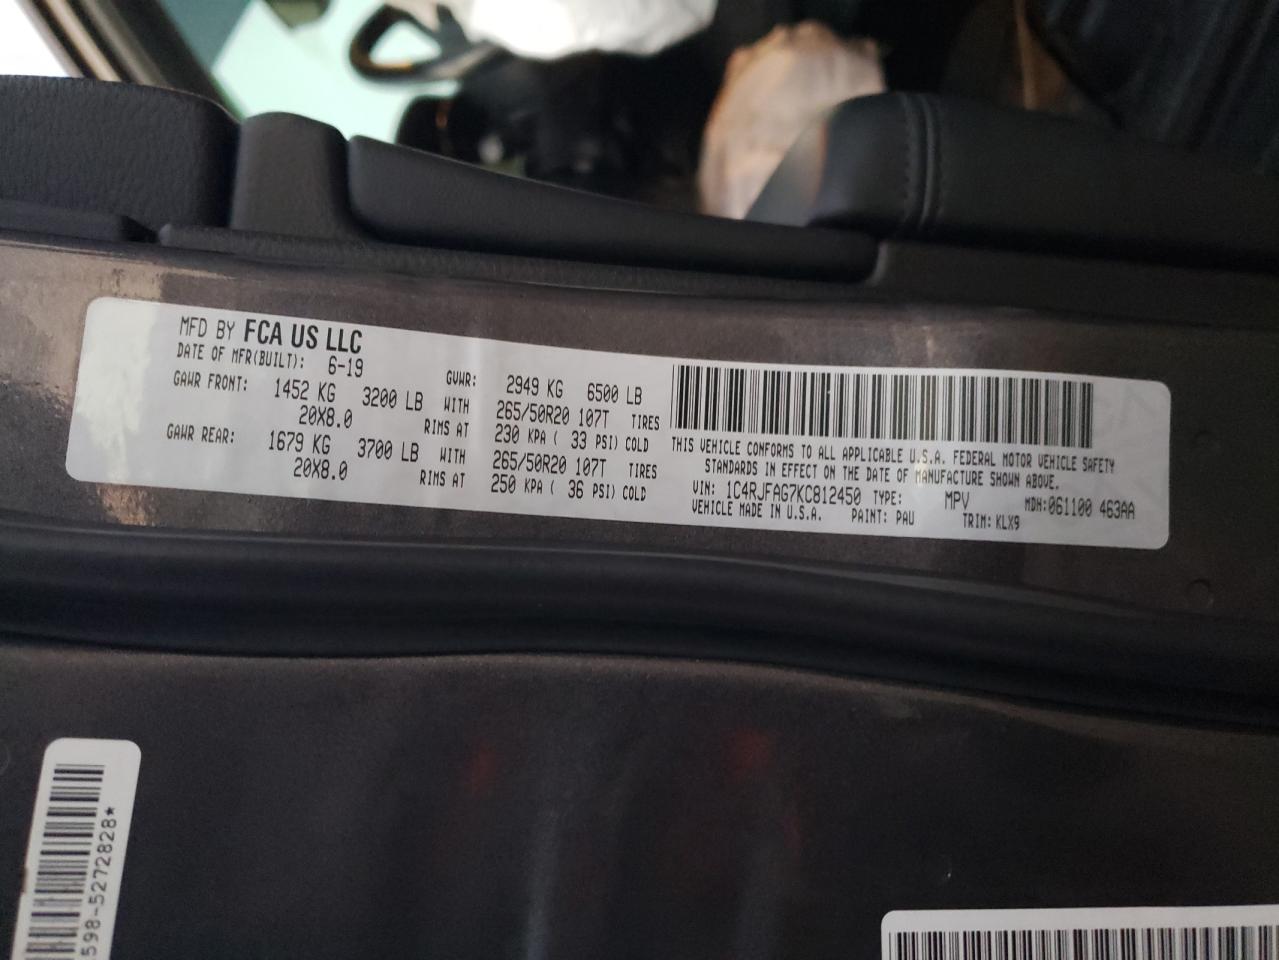 MFD BY FCA US LLC
DATE OF MFR(BUILT): 6-19
GVWR: 2949 KG 6500 LB
GAWR FRONT: 1452 KG 3200 LB WITH 265/50R20 107T TIRES
20X8.0 RIMS AT 230 KPA ( 33 PSI) COLD
GAWR REAR: 1679 KG 3700 LB WITH 265/50R20 107T TIRES
20X8.0 RIMS AT 250 KPA ( 36 PSI) COLD
THIS VEHICLE CONFORMS TO ALL APPLICABLE U.S.A. FEDERAL MOTOR VEHICLE SAFETY
STANDARDS IN EFFECT ON THE DATE OF MANUFACTURE SHOWN ABOVE.
VIN: 1C4RJFAG7KC812450 TYPE: MPV MDH:061100 463AA
VEHICLE MADE IN U.S.A. PAINT: PAU TRIM: KLX9
598-5272828*